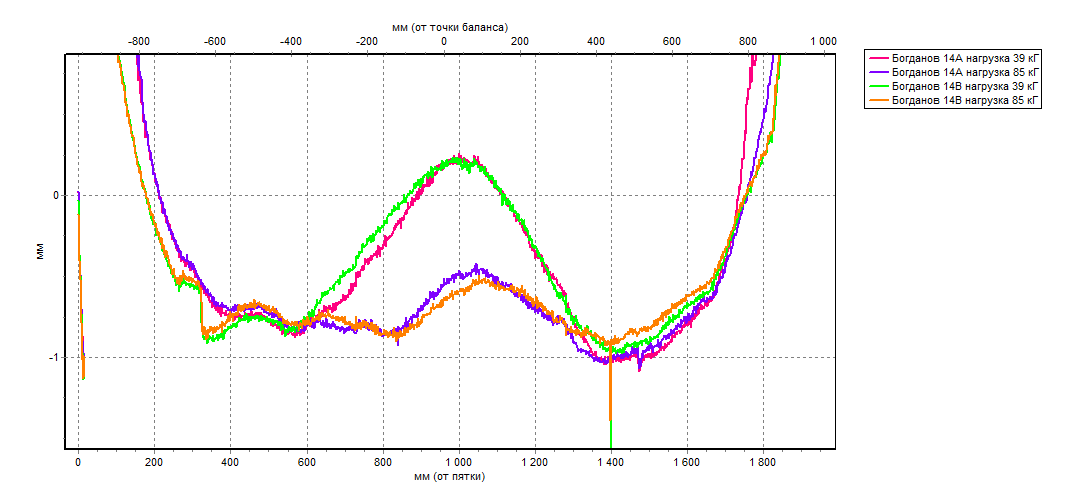 мм (от точки баланса)
-800 -600 -400 -200 0 200 400 600 800 1 000
Богданов 14А нагрузка 39 кГ
Богданов 14А нагрузка 85 кГ
Богданов 14В нагрузка 39 кГ
Богданов 14В нагрузка 85 кГ
0
мм
-1
0 200 400 600 800 1 000 1 200 1 400 1 600 1 800
мм (от пятки)